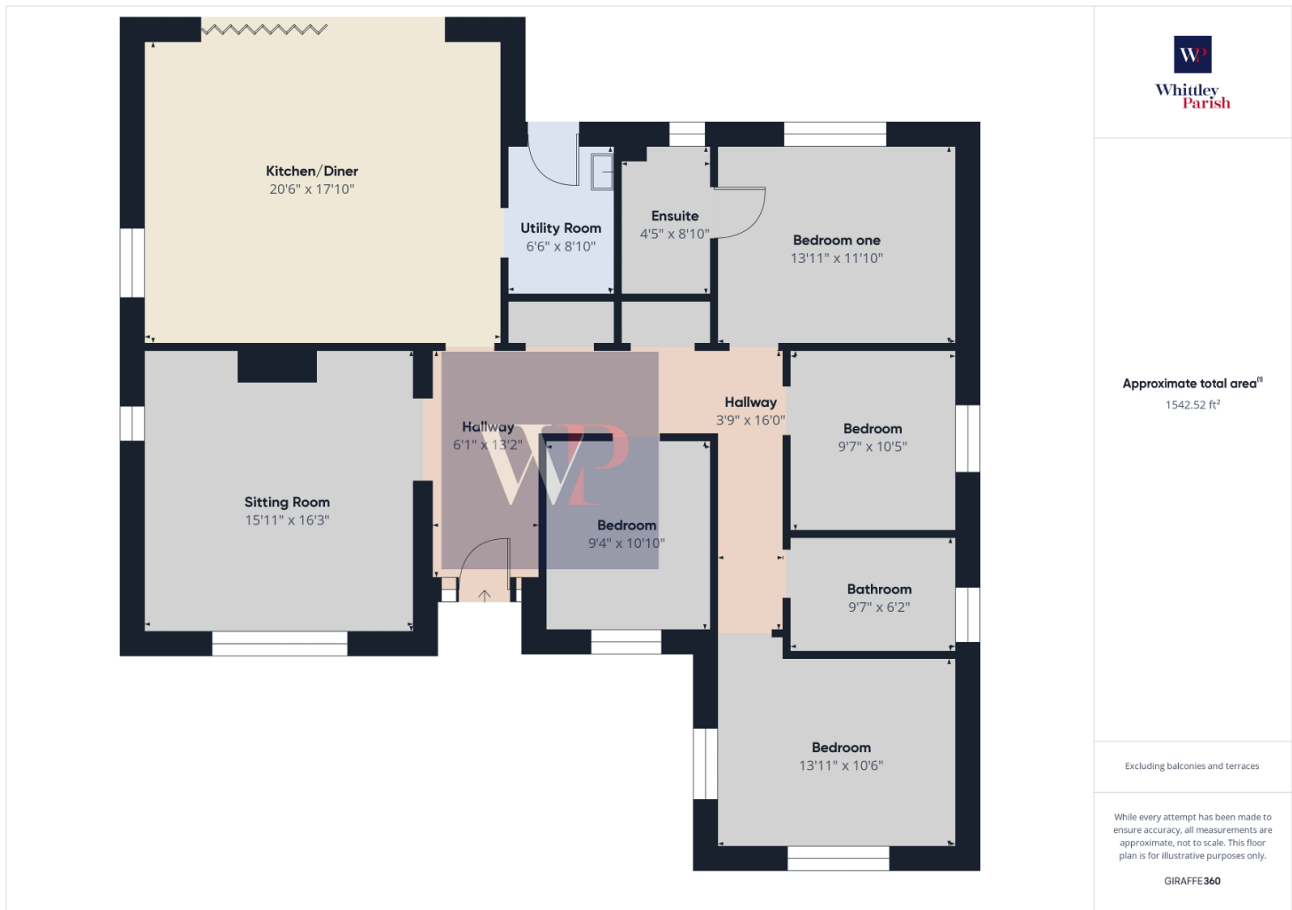 Kitchen/Diner
20'6" x 17'10"
Utility Room
6'6" x 8'10"
Ensuite
4'5" x 8'10"
Bedroom one
13'11" x 11'10"
Hallway
6'1" x 13'2"
Hallway
3'9" x 16'0"
Bedroom
9'7" x 10'5"
Sitting Room
15'11" x 16'3"
Bedroom
9'4" x 10'10"
Bathroom
9'7" x 6'2"
Bedroom
13'11" x 10'6"
WP
WP
Whittley
Parish
Approximate total area⁽¹⁾
1542.52 ft²
Excluding balconies and terraces
While every attempt has been made to
ensure accuracy, all measurements are
approximate, not to scale. This floor
plan is for illustrative purposes only.
GIRAFFE360